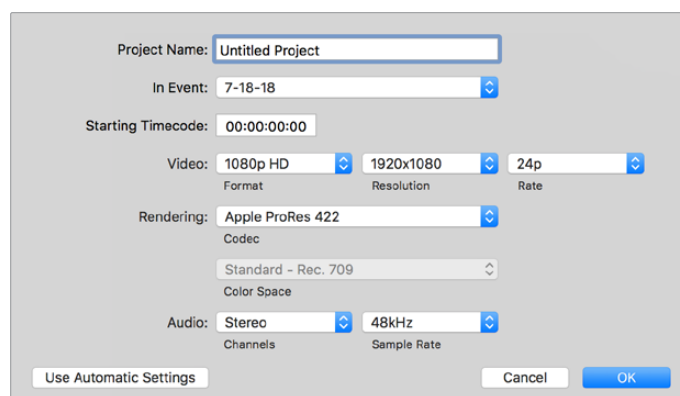 Project Name: Untitled Project
In Event: 7-18-18
Starting Timecode: 00:00:00:00
Video: 1080p HD 1920x1080 24p
Format Resolution Rate
Rendering: Apple ProRes 422
Codec
Standard - Rec. 709
Color Space
Audio: Stereo 48kHz
Channels Sample Rate
Use Automatic Settings Cancel OK